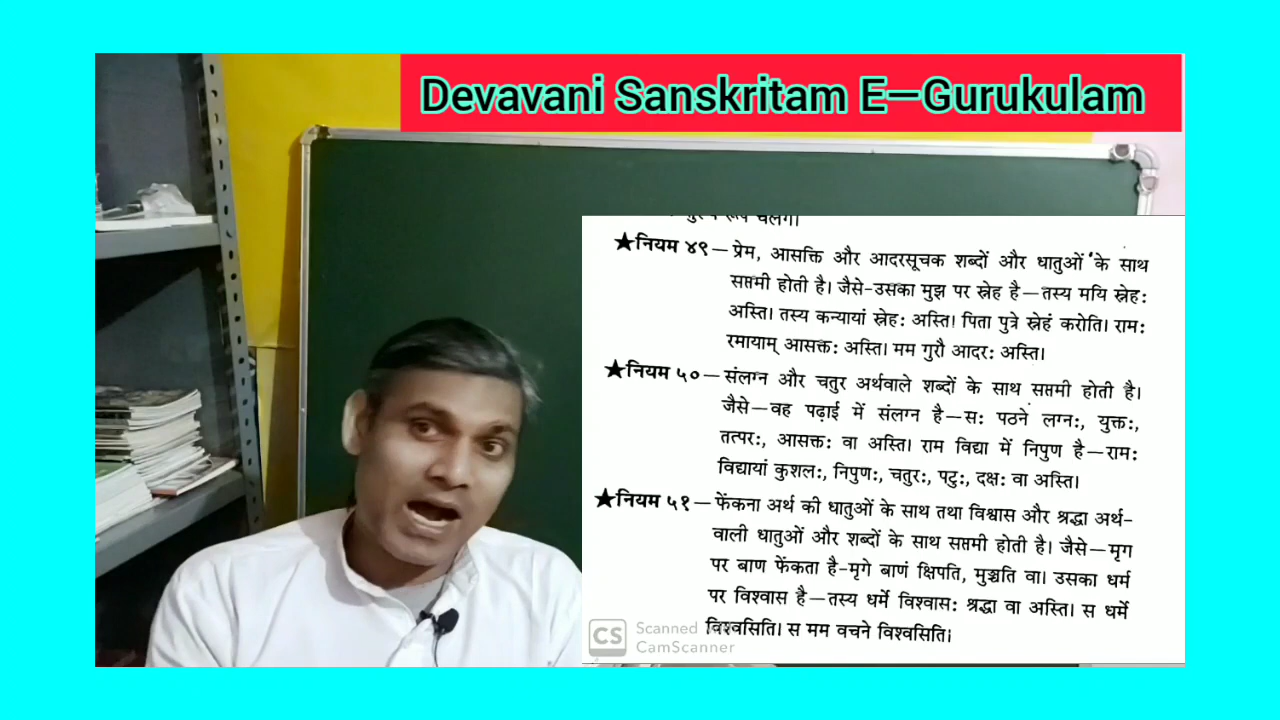 Devavani Sanskritam E—Gurukulam
चलेंगे।
★नियम ४९—प्रेम, आसक्ति और आदरसूचक शब्दों और धातुओं के साथ
सप्तमी होती है। जैसे-उसका मुझ पर स्नेह है—तस्य मयि स्नेह:
अस्ति। तस्य कन्यायां स्नेह: अस्ति। पिता पुत्रे स्नेहं करोति। राम:
रमायाम् आसक्त: अस्ति। मम गुरौ आदर: अस्ति।
★नियम ५०—संलग्न और चतुर अर्थवाले शब्दों के साथ सप्तमी होती है।
जैसे—वह पढ़ाई में संलग्न है—स: पठने लग्न:, युक्त:,
तत्पर:, आसक्त: वा अस्ति। राम विद्या में निपुण है—राम:
विद्यायां कुशल:, निपुण:, चतुर:, पटु:, दक्ष: वा अस्ति।
★नियम ५१—फेंकना अर्थ की धातुओं के साथ तथा विश्वास और श्रद्धा अर्थ-
वाली धातुओं और शब्दों के साथ सप्तमी होती है। जैसे—मृग
पर बाण फेंकता है-मृगे बाणं क्षिपति, मुञ्चति वा। उसका धर्म
पर विश्वास है—तस्य धर्मे विश्वास: श्रद्धा वा अस्ति। स धर्मे
विश्वसिति। स मम वचने विश्वसिति।
CS Scanned with
CamScanner